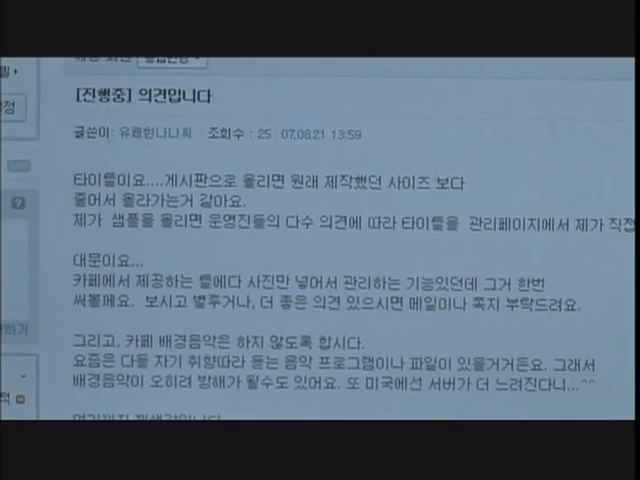 [진행중] 의견입니다
글쓴이: 유쾌한나나씨 조회수 : 25 07.08.21 13:59
타이틀이요....게시판으로 올리면 원래 제작했던 사이즈 보다
줄어서 올라가는거 같아요.
제가 샘플을 올리면 운영진들의 다수 의견에 따라 타이틀을 관리페이지에서 제가 직접
대문이요...
카페에서 제공하는 틀에다 사진만 넣어서 관리하는 기능있던데 그거 한번
써볼께요. 보시고 별루거나, 더 좋은 의견 있으시면 메일이나 쪽지 부탁드려요.
그리고, 카페 배경음악은 하지 않도록 합시다.
요즘은 다들 자기 취향따라 듣는 음악 프로그램이나 파일이 있을거거든요. 그래서
배경음악이 오히려 방해가 될수도 있어요. 또 미국에선 서버가 더 느려진다니...^^